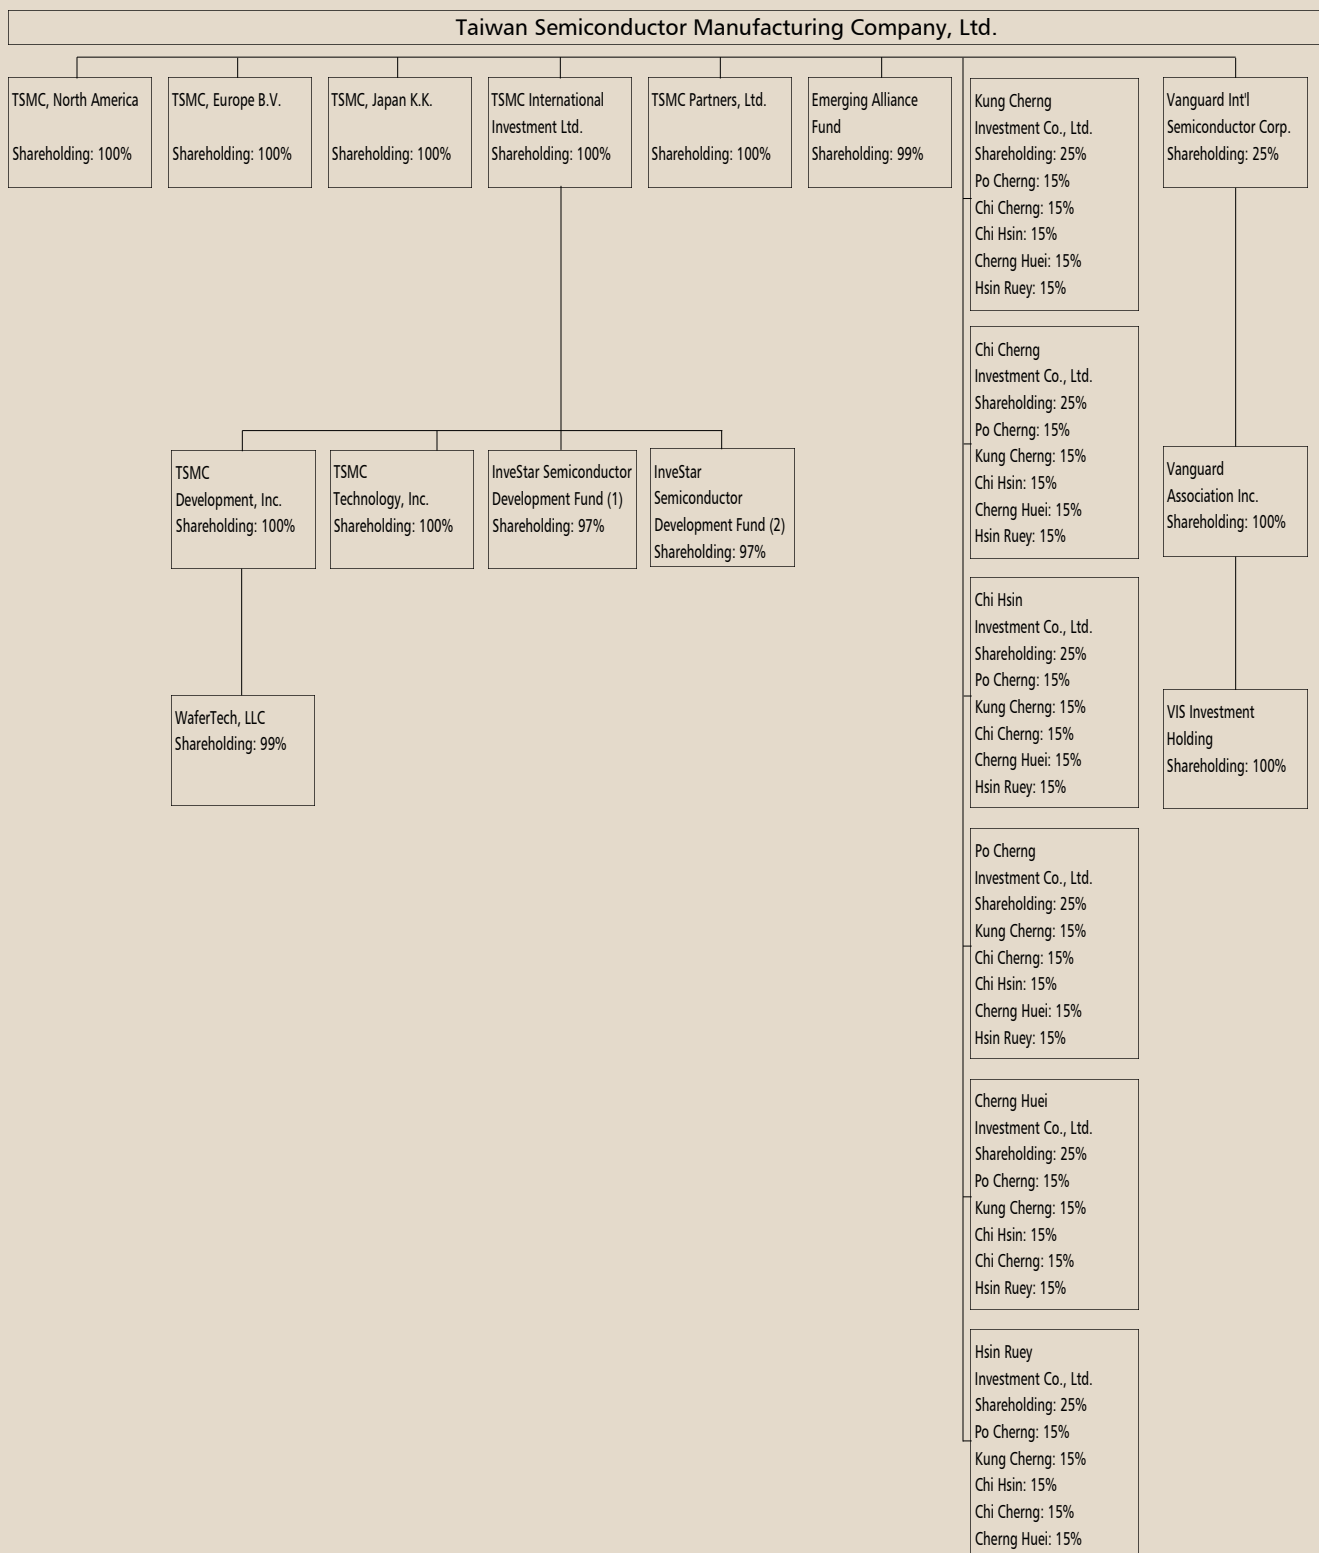 Taiwan Semiconductor Manufacturing Company, Ltd.
TSMC, North America
Shareholding: 100%
TSMC, Europe B.V.
Shareholding: 100%
TSMC, Japan K.K.
Shareholding: 100%
TSMC International
Investment Ltd.
Shareholding: 100%
TSMC Partners, Ltd.
Shareholding: 100%
Emerging Alliance
Fund
Shareholding: 99%
Kung Cherng
Investment Co., Ltd.
Shareholding: 25%
Po Cherng: 15%
Chi Cherng: 15%
Chi Hsin: 15%
Cherng Huei: 15%
Hsin Ruey: 15%
Vanguard Int'l
Semiconductor Corp.
Shareholding: 25%
Chi Cherng
Investment Co., Ltd.
Shareholding: 25%
Po Cherng: 15%
Kung Cherng: 15%
Chi Hsin: 15%
Cherng Huei: 15%
Hsin Ruey: 15%
TSMC
Development, Inc.
Shareholding: 100%
TSMC
Technology, Inc.
Shareholding: 100%
InveStar Semiconductor
Development Fund (1)
Shareholding: 97%
InveStar
Semiconductor
Development Fund (2)
Shareholding: 97%
Vanguard
Association Inc.
Shareholding: 100%
Chi Hsin
Investment Co., Ltd.
Shareholding: 25%
Po Cherng: 15%
Kung Cherng: 15%
Chi Cherng: 15%
Cherng Huei: 15%
Hsin Ruey: 15%
WaferTech, LLC
Shareholding: 99%
VIS Investment
Holding
Shareholding: 100%
Po Cherng
Investment Co., Ltd.
Shareholding: 25%
Kung Cherng: 15%
Chi Cherng: 15%
Chi Hsin: 15%
Cherng Huei: 15%
Hsin Ruey: 15%
Cherng Huei
Investment Co., Ltd.
Shareholding: 25%
Po Cherng: 15%
Kung Cherng: 15%
Chi Hsin: 15%
Chi Cherng: 15%
Hsin Ruey: 15%
Hsin Ruey
Investment Co., Ltd.
Shareholding: 25%
Po Cherng: 15%
Kung Cherng: 15%
Chi Hsin: 15%
Chi Cherng: 15%
Cherng Huei: 15%